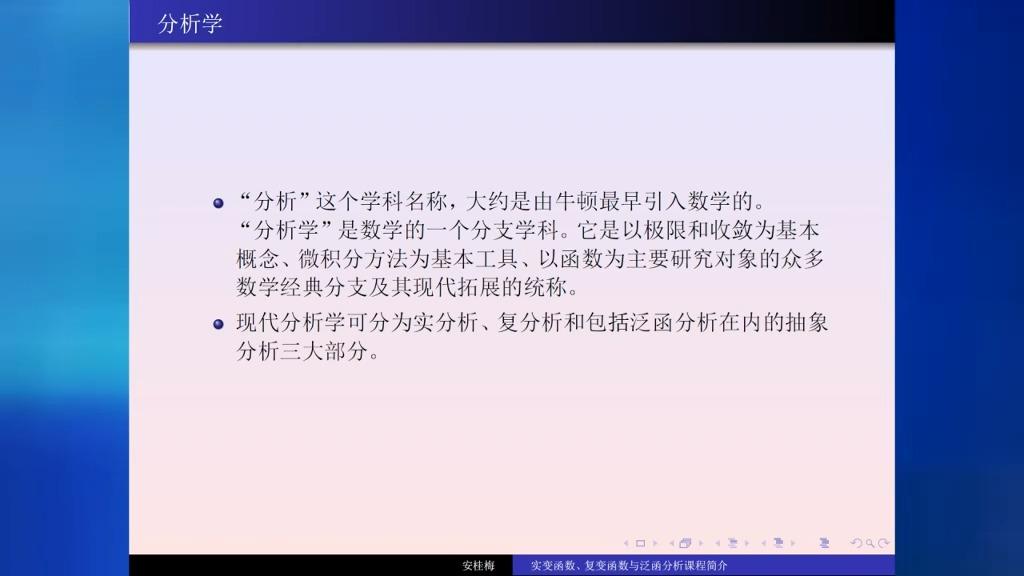 分析学
“分析”这个学科名称，大约是由牛顿最早引入数学的。
“分析学”是数学的一个分支学科。它是以极限和收敛为基本
概念、微积分方法为基本工具、以函数为主要研究对象的众多
数学经典分支及其现代拓展的统称。
现代分析学可分为实分析、复分析和包括泛函分析在内的抽象
分析三大部分。
安桂梅
实变函数、复变函数与泛函分析课程简介